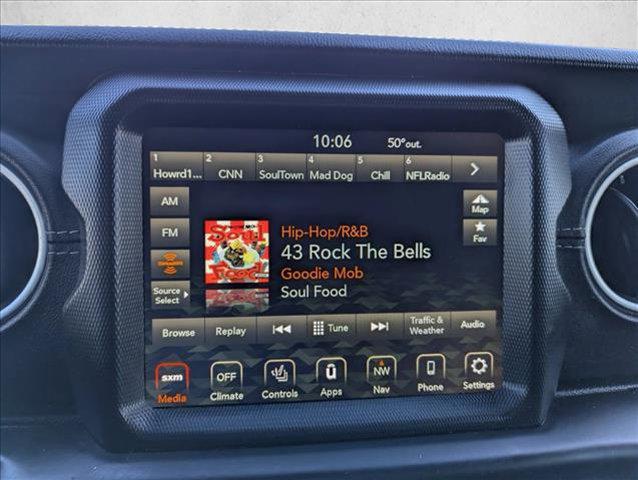 10:06 50°out.
1 2 3 4 5 6
Howrd1... CNN SoulTown Mad Dog Chill NFLRadio
AM
Map
FM
Fav
Hip-Hop/R&B
43 Rock The Bells
Goodie Mob
Soul Food
Soul
Food
Source
Select
Browse Replay Tune Traffic &
Weather Audio
sxm OFF NW
Media Climate Controls Apps Nav Phone Settings